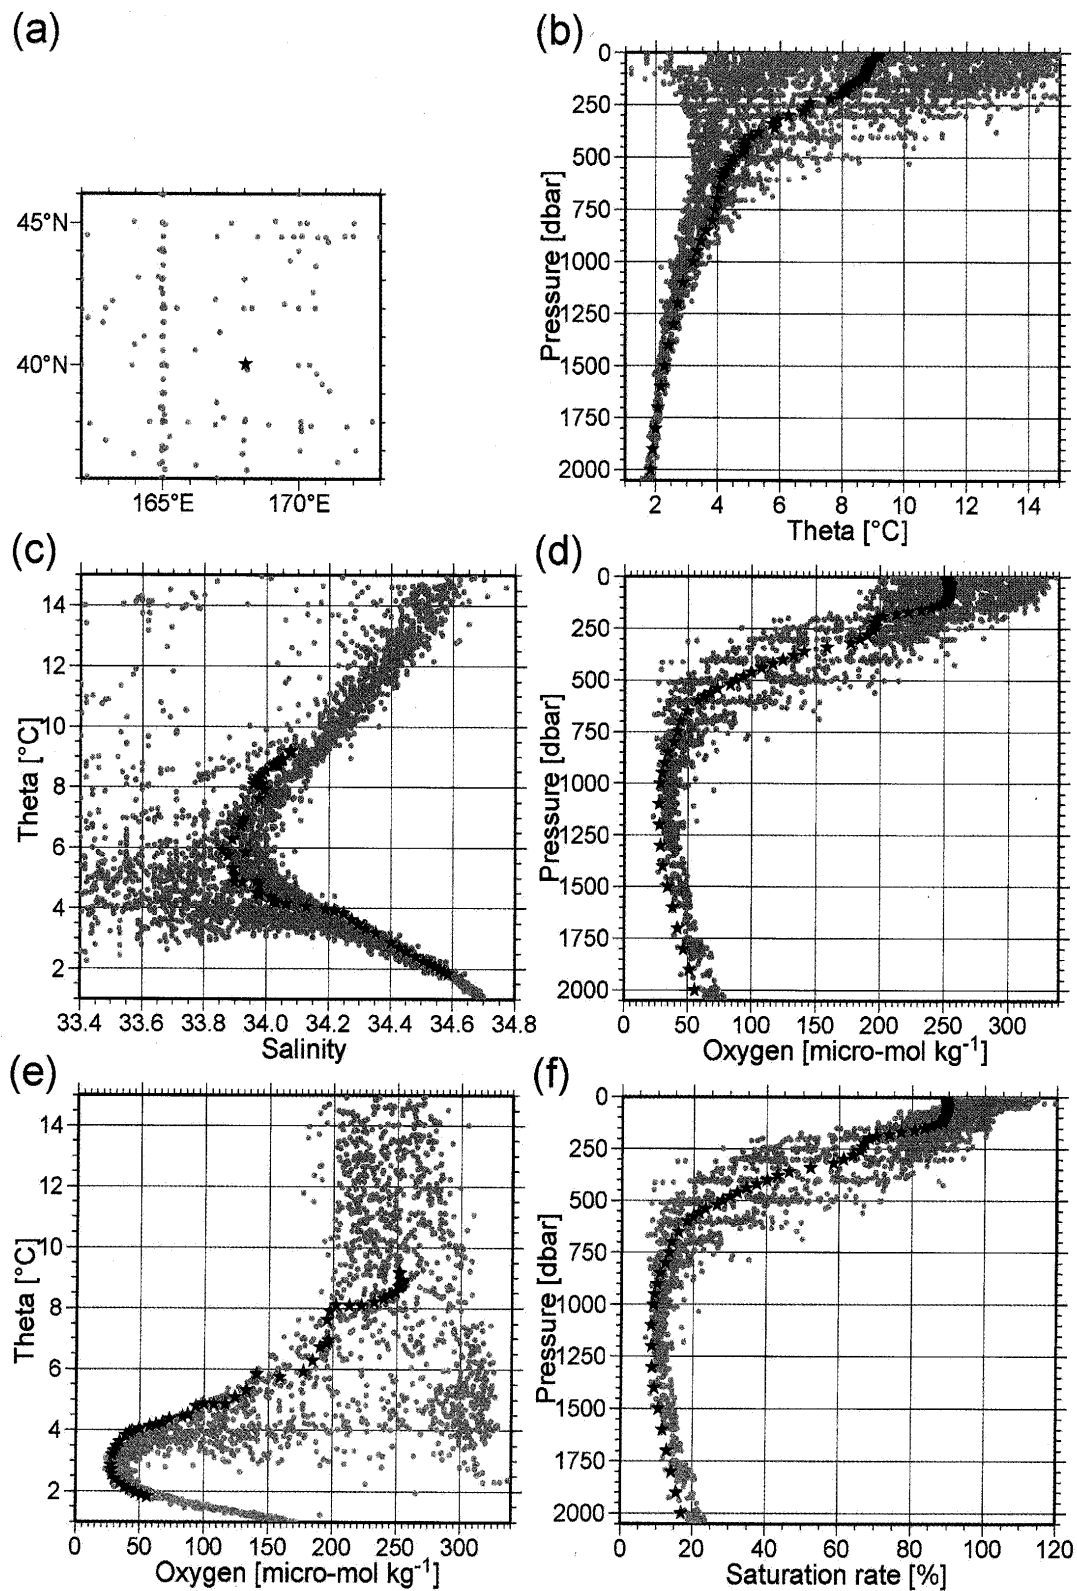 (a)
45°N
40°N
165°E 170°E
(b)
0
250
500
750
1000
1250
1500
1750
2000
Pressure [dbar]
2 4 6 8 10 12 14
Theta [°C]
(c)
14
12
10
8
6
4
2
Theta [°C]
33.4 33.6 33.8 34.0 34.2 34.4 34.6 34.8
Salinity
(d)
0
250
500
750
1000
1250
1500
1750
2000
Pressure [dbar]
0 50 100 150 200 250 300
Oxygen [micro-mol kg-1]
(e)
14
12
10
8
6
4
2
Theta [°C]
0 50 100 150 200 250 300
Oxygen [micro-mol kg-1]
(f)
0
250
500
750
1000
1250
1500
1750
2000
Pressure [dbar]
0 20 40 60 80 100 120
Saturation rate [%]